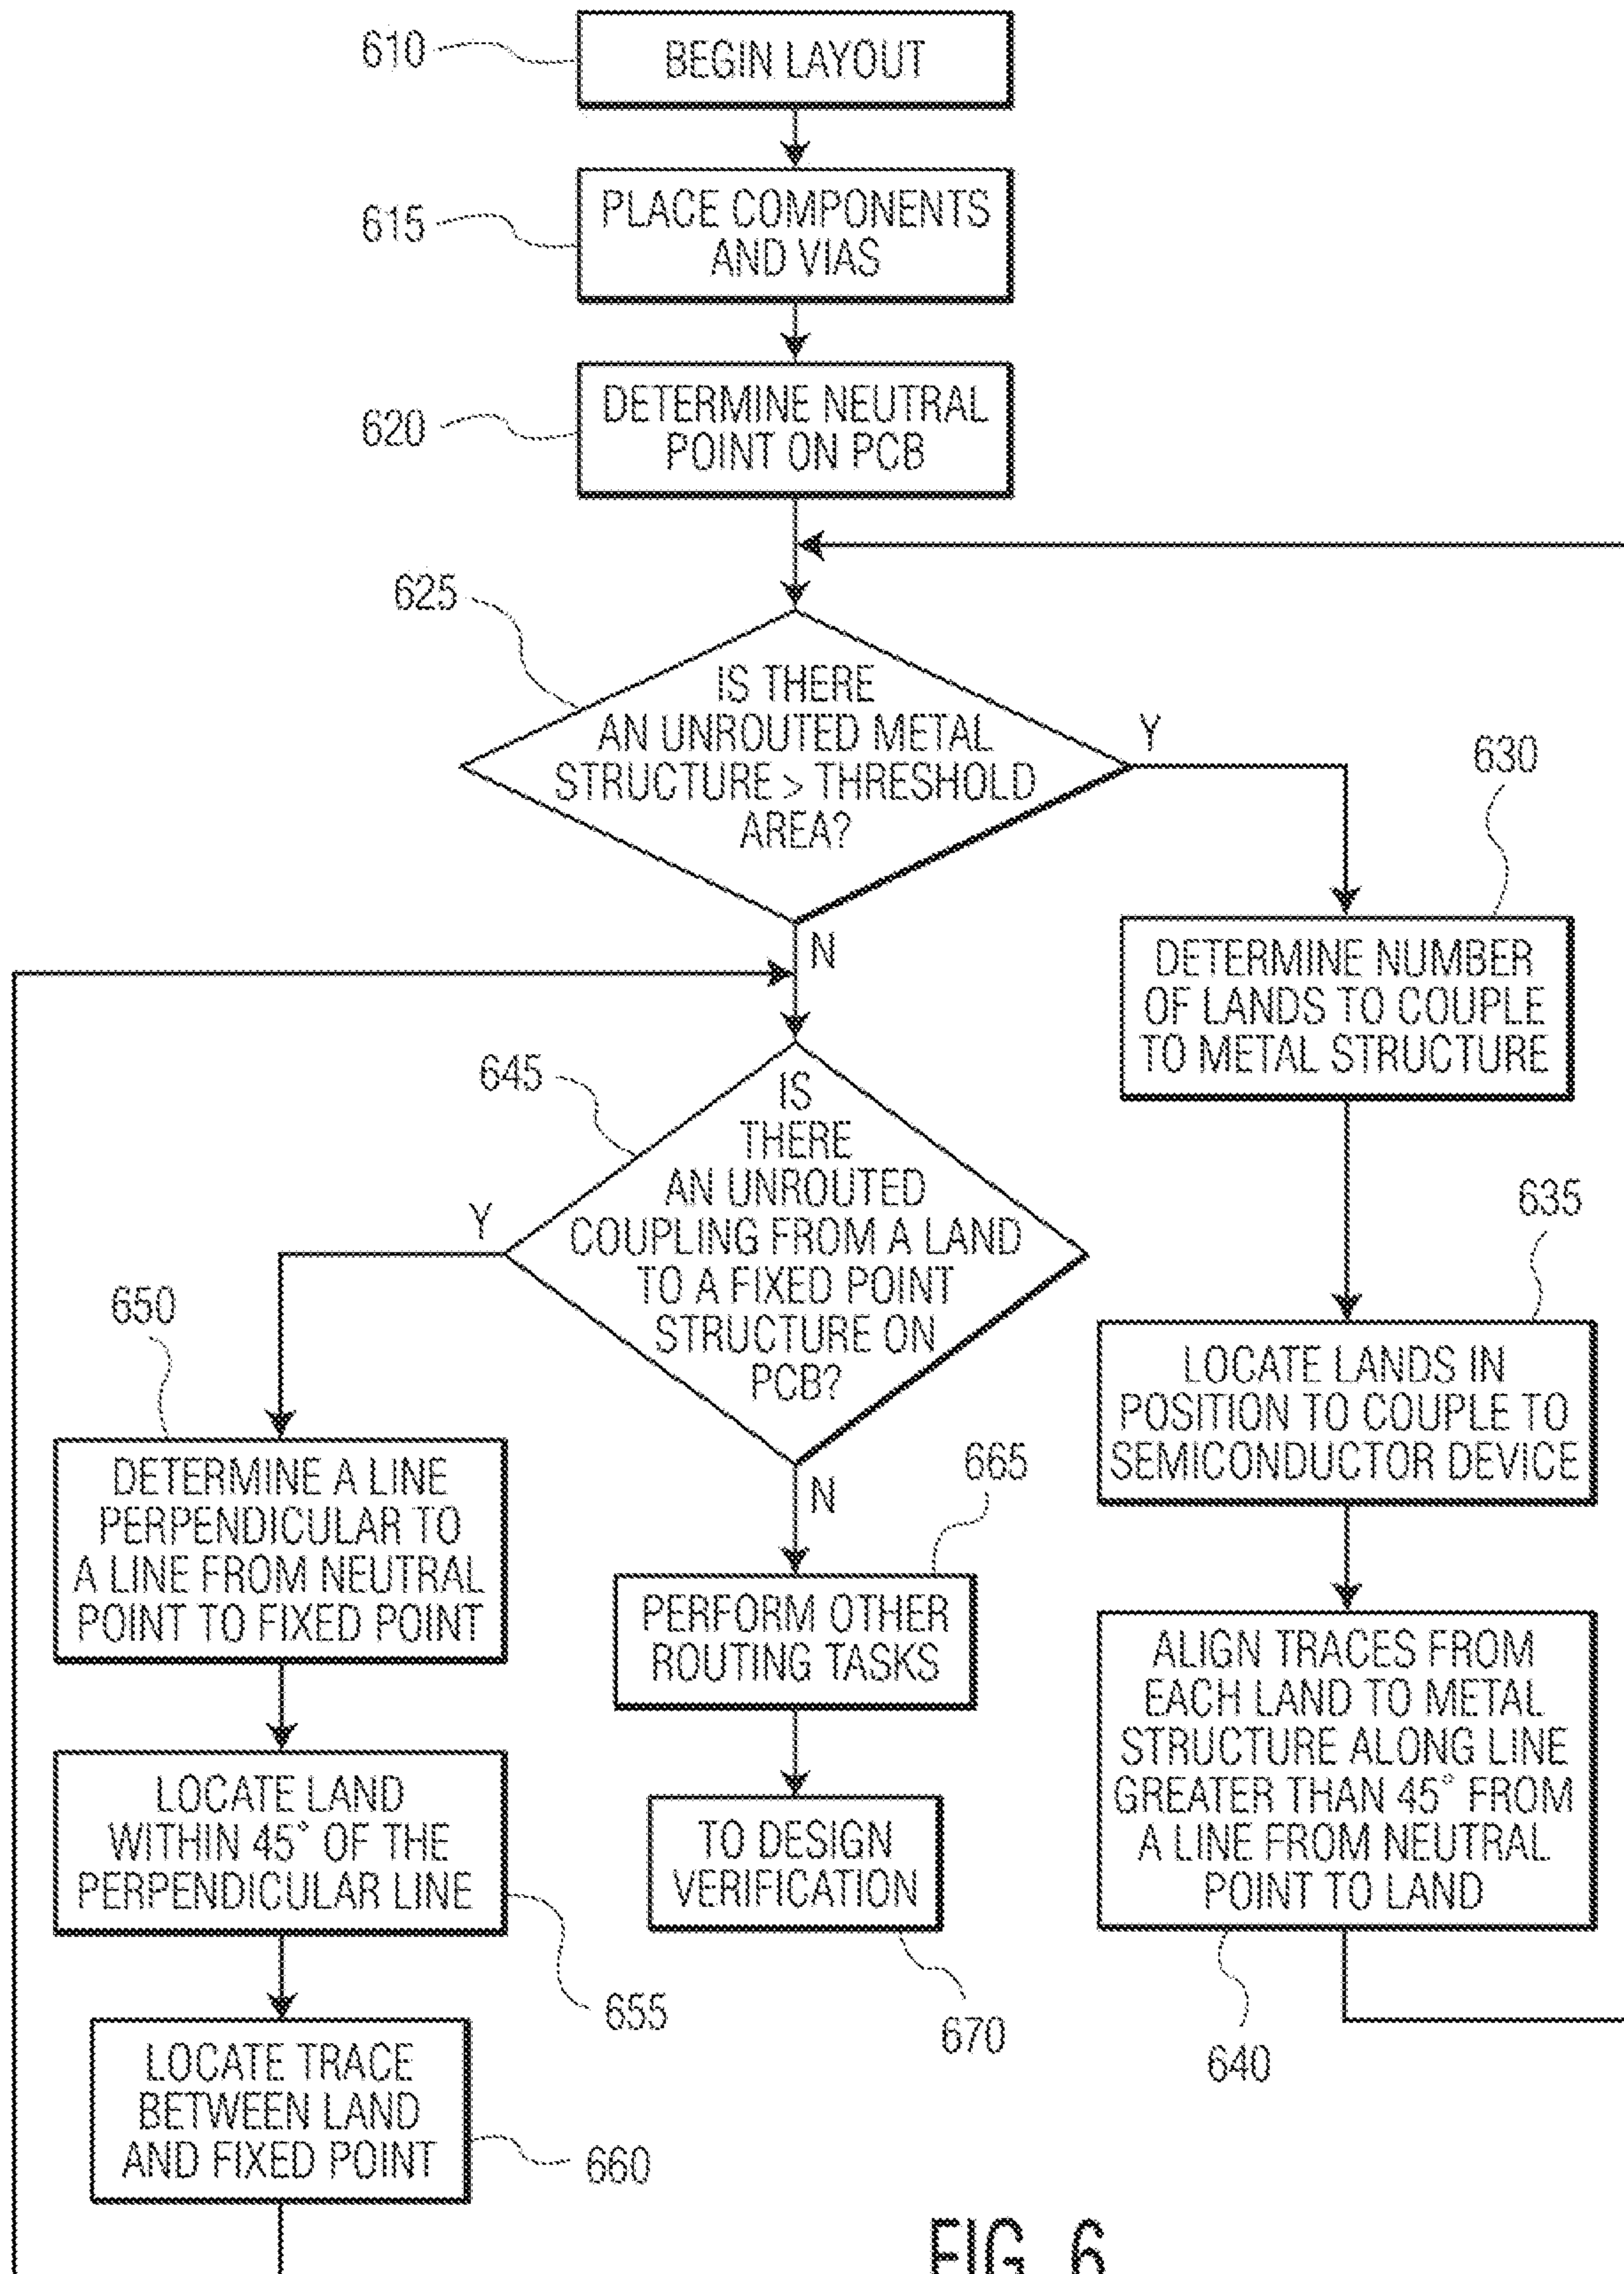 610
BEGIN LAYOUT
615
PLACE COMPONENTS
AND VIAS
620
DETERMINE NEUTRAL
POINT ON PCB
625
IS THERE
AN UNROUTED METAL
STRUCTURE > THRESHOLD
AREA?
Y
N
630
DETERMINE NUMBER
OF LANDS TO COUPLE
TO METAL STRUCTURE
635
LOCATE LANDS IN
POSITION TO COUPLE TO
SEMICONDUCTOR DEVICE
640
ALIGN TRACES FROM
EACH LAND TO METAL
STRUCTURE ALONG LINE
GREATER THAN 45° FROM
A LINE FROM NEUTRAL
POINT TO LAND
645
IS
THERE
AN UNROUTED
COUPLING FROM A LAND
TO A FIXED POINT
STRUCTURE ON
PCB?
Y
N
650
DETERMINE A LINE
PERPENDICULAR TO
A LINE FROM NEUTRAL
POINT TO FIXED POINT
LOCATE LAND
WITHIN 45° OF THE
PERPENDICULAR LINE
655
LOCATE TRACE
BETWEEN LAND
AND FIXED POINT
660
665
PERFORM OTHER
ROUTING TASKS
TO DESIGN
VERIFICATION
670
FIG. 6